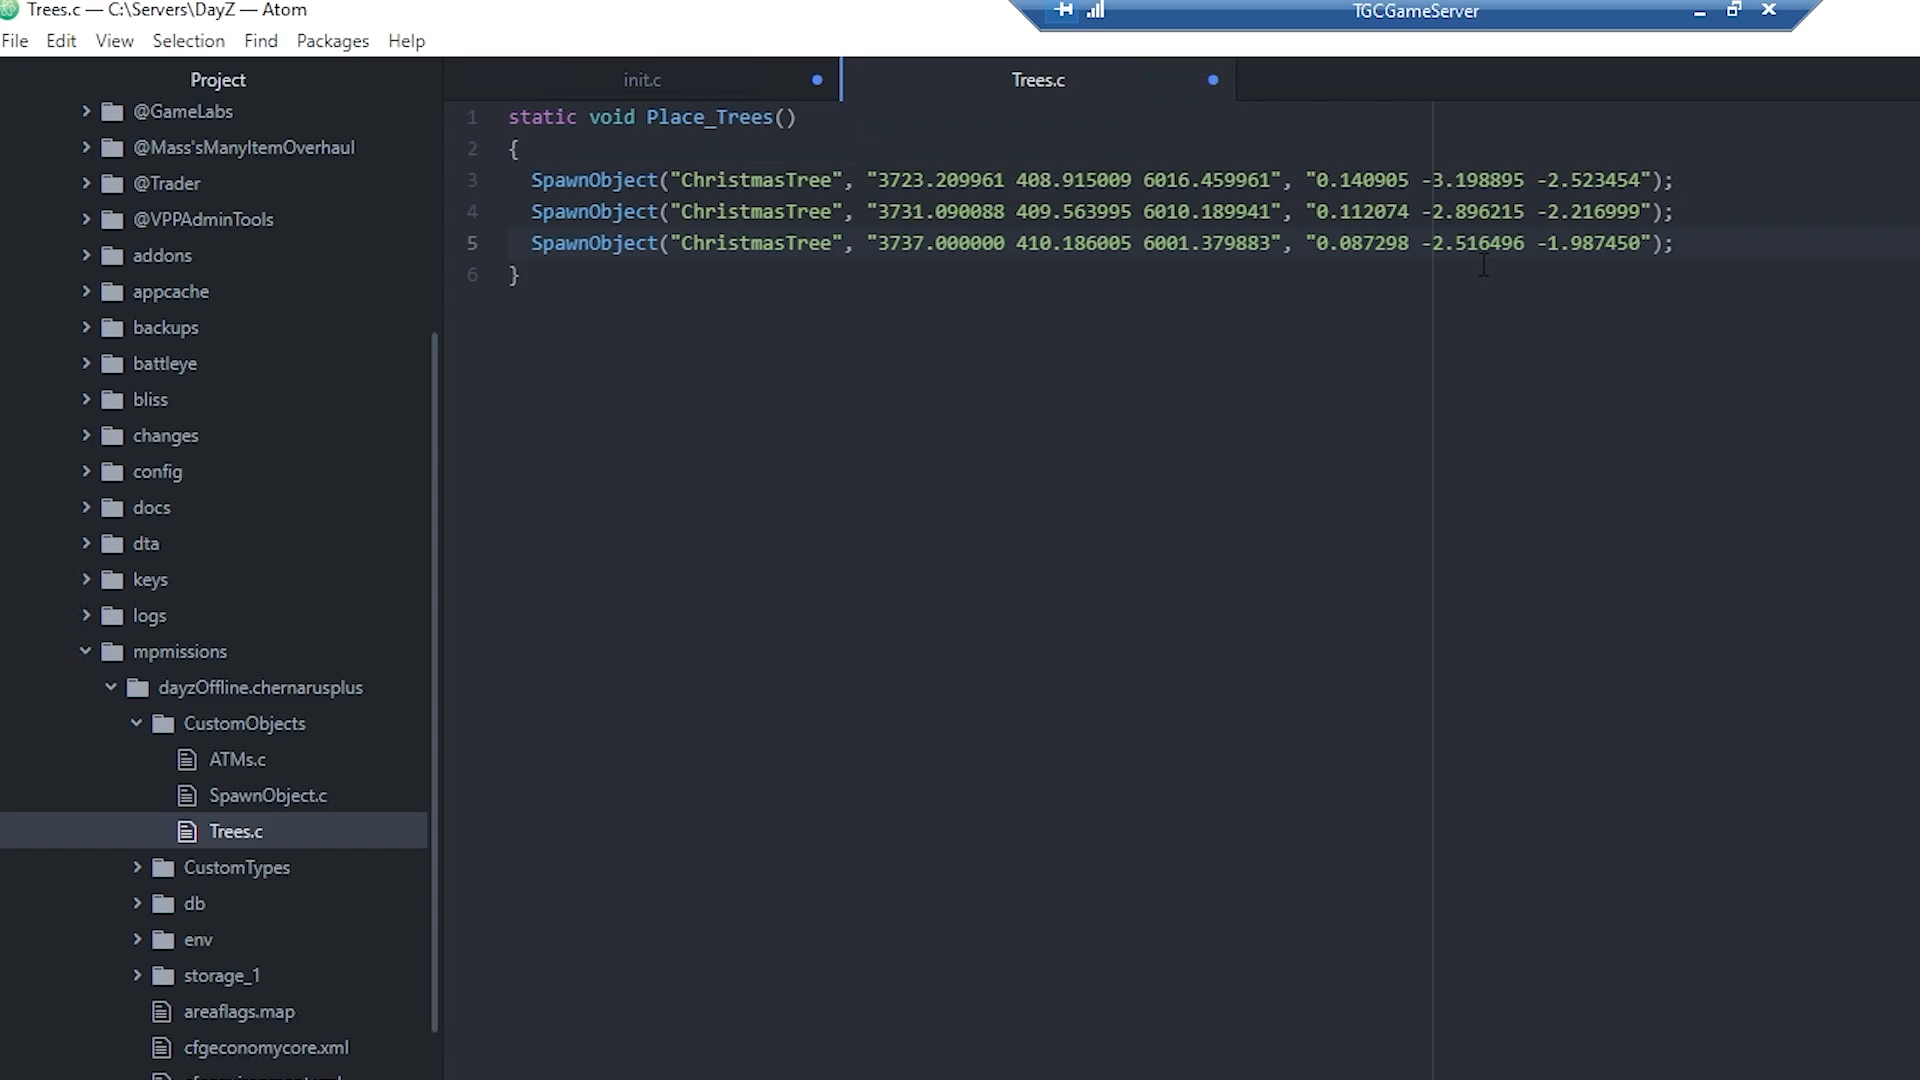 Trees.c — C:\Servers\DayZ — Atom
TGCGameServer
File Edit View Selection Find Packages Help
Project
@GameLabs
@Mass'sManyItemOverhaul
@Trader
@VPPAdminTools
addons
appcache
backups
battleye
bliss
changes
config
docs
dta
keys
logs
mpmissions
dayzOffline.chernarusplus
CustomObjects
ATMs.c
SpawnObject.c
Trees.c
CustomTypes
db
env
storage_1
areaflags.map
cfgeconomycore.xml
init.c
Trees.c
1 static void Place_Trees()
2 {
3 SpawnObject("ChristmasTree", "3723.209961 408.915009 6016.459961", "0.140905 -3.198895 -2.523454");
4 SpawnObject("ChristmasTree", "3731.090088 409.563995 6010.189941", "0.112074 -2.896215 -2.216999");
5 SpawnObject("ChristmasTree", "3737.000000 410.186005 6001.379883", "0.087298 -2.516496 -1.987450");
6 }